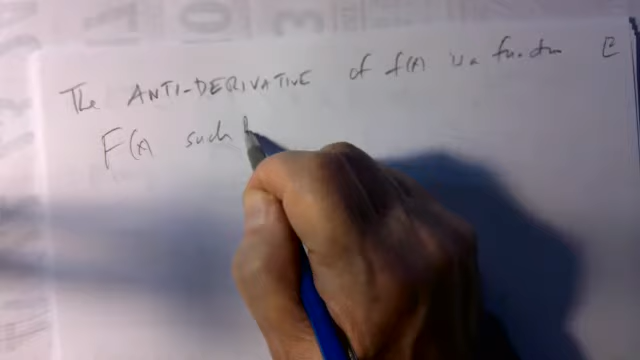 The ANTI-DERIVATIVE of f(x) is a function
F(x) such